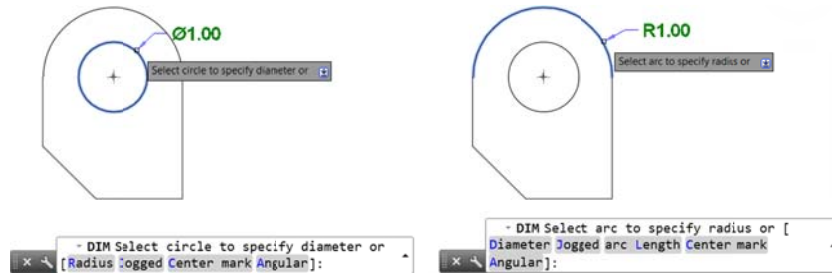 Ø1.00
Select circle to specify diameter or
DIM Select circle to specify diameter or
[Radius Jogged Center mark Angular]:
R1.00
Select arc to specify radius or
DIM Select arc to specify radius or [
Diameter Jogged arc Length Center mark
Angular]: